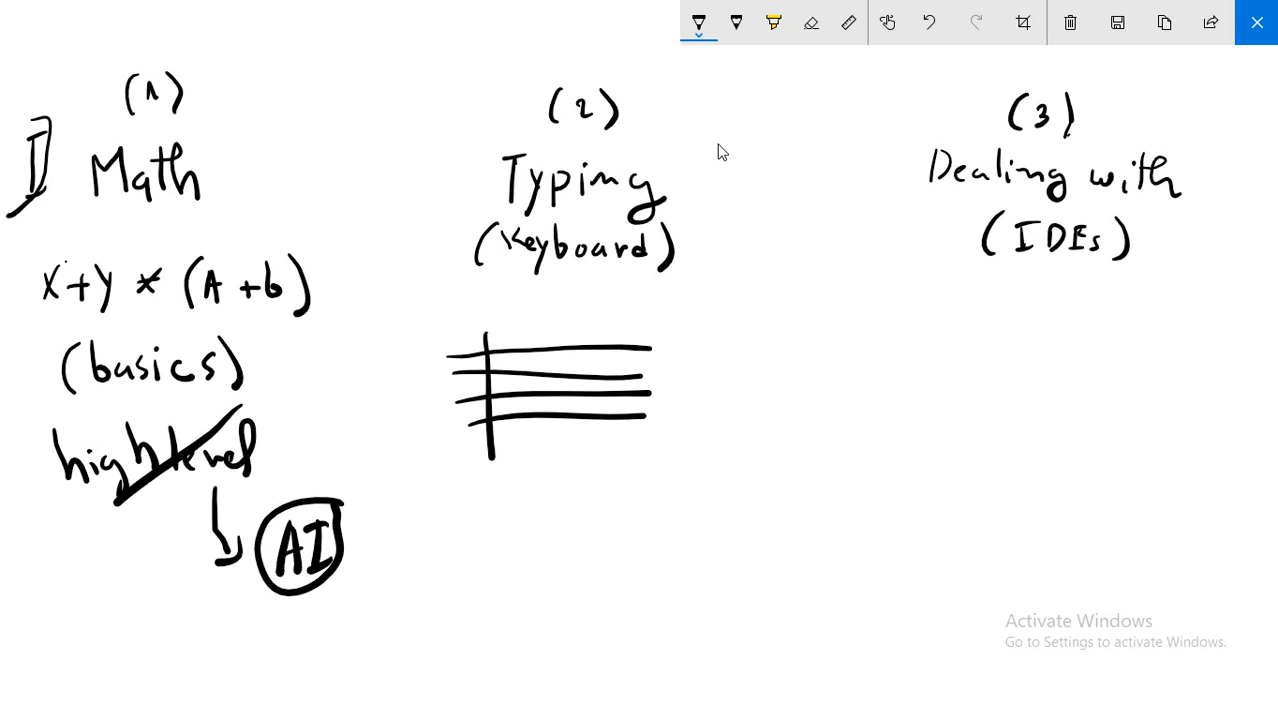 (1)
Math
x+y * (A+b)
(basics)
high level
AI
(2)
Typing
(Keyboard)
(3)
Dealing with
(IDEs)
Activate Windows
Go to Settings to activate Windows.